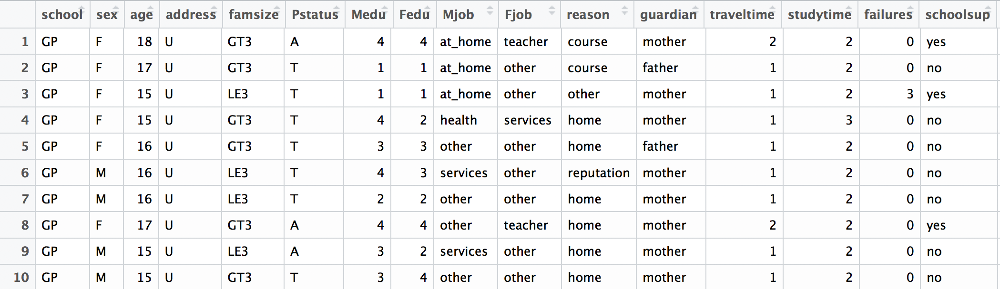 school sex age address famsize Pstatus Medu Fedu Mjob Fjob reason guardian traveltime studytime failures schoolsup
1 GP F 18 U GT3 A 4 4 at_home teacher course mother 2 2 0 yes
2 GP F 17 U GT3 T 1 1 at_home other course father 1 2 0 no
3 GP F 15 U LE3 T 1 1 at_home other other mother 1 2 3 yes
4 GP F 15 U GT3 T 4 2 health services home mother 1 3 0 no
5 GP F 16 U GT3 T 3 3 other other home father 1 2 0 no
6 GP M 16 U LE3 T 4 3 services other reputation mother 1 2 0 no
7 GP M 16 U LE3 T 2 2 other other home mother 1 2 0 no
8 GP F 17 U GT3 A 4 4 other teacher home mother 2 2 0 yes
9 GP M 15 U LE3 A 3 2 services other home mother 1 2 0 no
10 GP M 15 U GT3 T 3 4 other other home mother 1 2 0 no